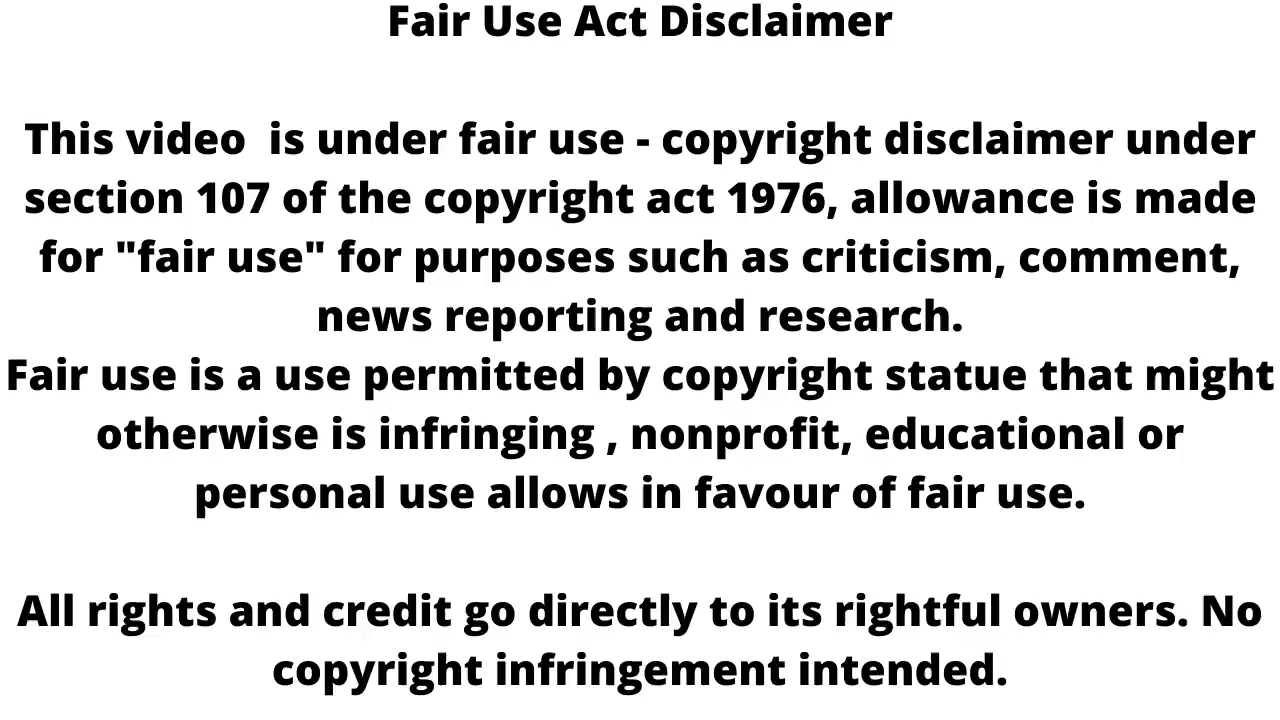 Fair Use Act Disclaimer
This video  is under fair use - copyright disclaimer under
section 107 of the copyright act 1976, allowance is made
for "fair use" for purposes such as criticism, comment,
news reporting and research.
Fair use is a use permitted by copyright statue that might
otherwise is infringing , nonprofit, educational or
personal use allows in favour of fair use.
All rights and credit go directly to its rightful owners. No
copyright infringement intended.